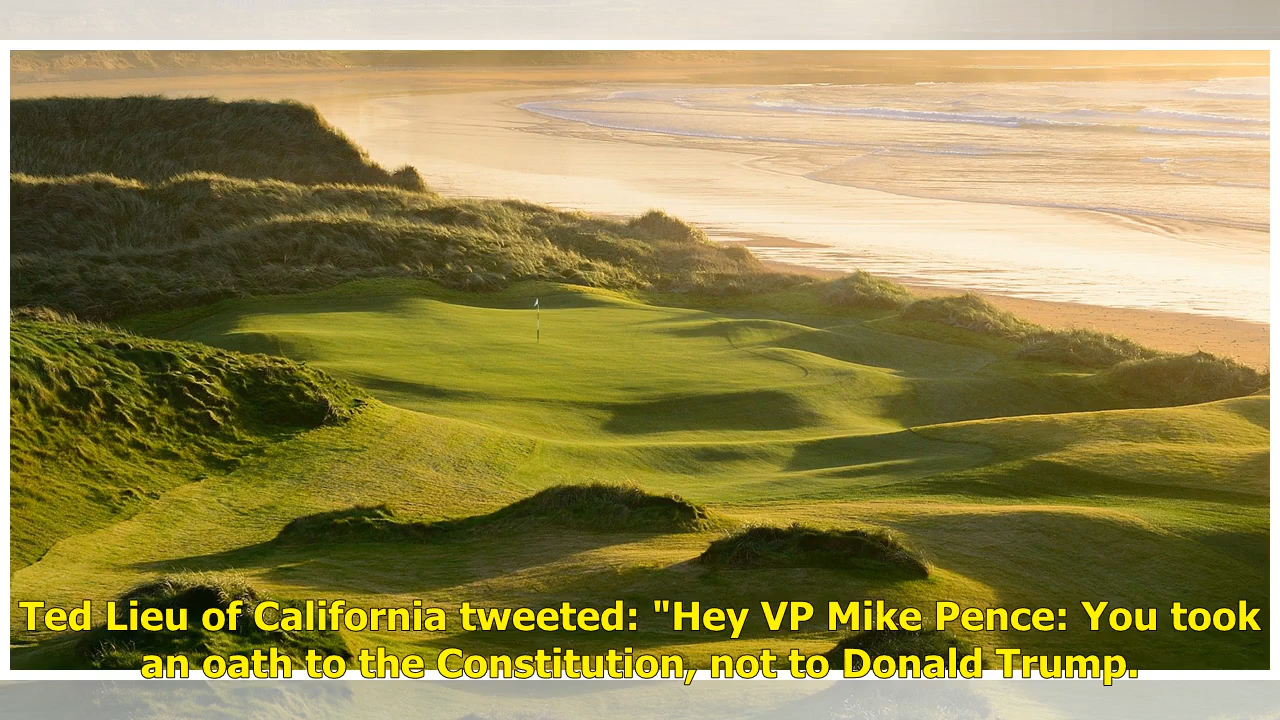 Ted Lieu of California tweeted: "Hey VP Mike Pence: You took
an oath to the Constitution, not to Donald Trump.